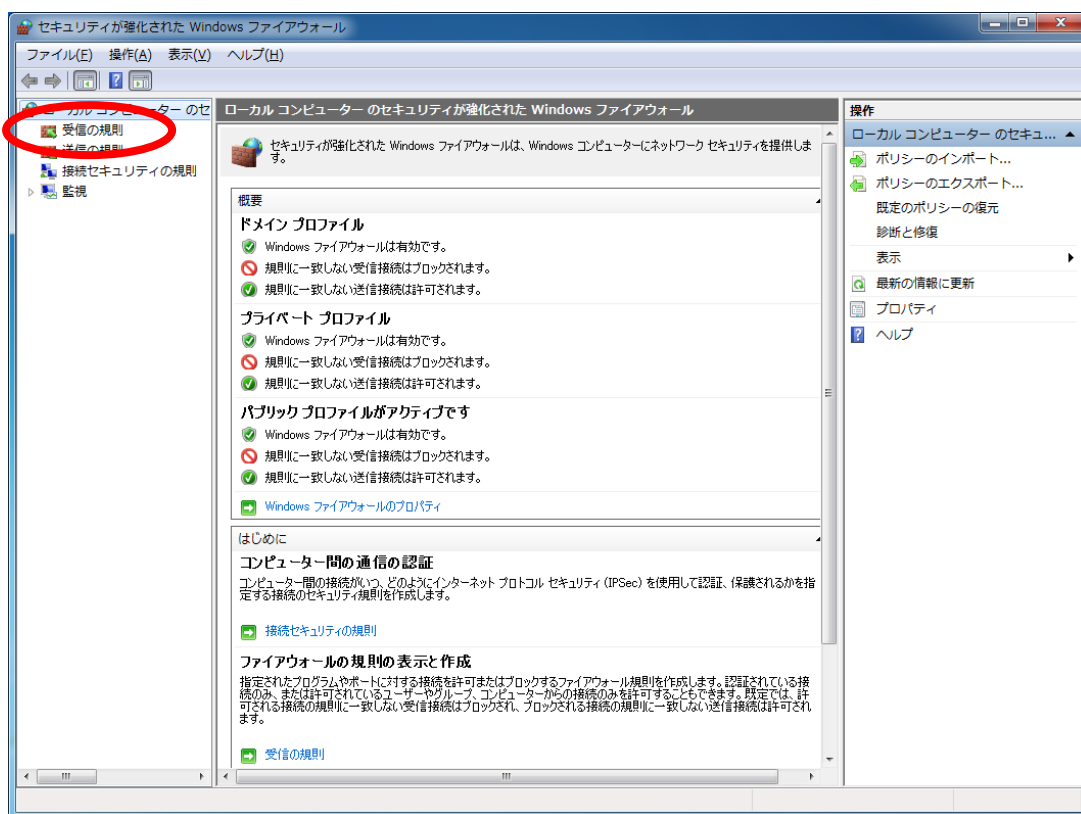 セキュリティが強化された Windows ファイアウォール
ファイル(F) 操作(A) 表示(V) ヘルプ(H)
ローカル コンピューター のセ
受信の規則
送信の規則
接続セキュリティの規則
監視
ローカル コンピューター のセキュリティが強化された Windows ファイアウォール
セキュリティが強化された Windows ファイアウォールは、Windows コンピューターにネットワーク セキュリティを提供しま
す。
概要
ドメイン プロファイル
Windows ファイアウォールは有効です。
規則に一致しない受信接続はブロックされます。
規則に一致しない送信接続は許可されます。
プライベート プロファイル
Windows ファイアウォールは有効です。
規則に一致しない受信接続はブロックされます。
規則に一致しない送信接続は許可されます。
パブリック プロファイルがアクティブです
Windows ファイアウォールは有効です。
規則に一致しない受信接続はブロックされます。
規則に一致しない送信接続は許可されます。
Windows ファイアウォールのプロパティ
はじめに
コンピューター間の通信の認証
コンピューター間の接続がいつ、どのようにインターネット プロトコル セキュリティ (IPSec) を使用して認証、保護されるかを指
定する接続のセキュリティ規則を作成します。
接続セキュリティの規則
ファイアウォールの規則の表示と作成
指定されたプログラムやポートに対する接続を許可またはブロックするファイアウォール規則を作成します。認証されている接
続のみ、または許可されているユーザーやグループ、コンピューターからの接続のみを許可することもできます。既定では、許
可される接続の規則に一致しない受信接続はブロックされ、ブロックされる接続の規則に一致しない送信接続は許可され
ます。
受信の規則
操作
ローカル コンピューター のセキュ...
ポリシーのインポート...
ポリシーのエクスポート...
既定のポリシーの復元
診断と修復
表示
最新の情報に更新
プロパティ
ヘルプ